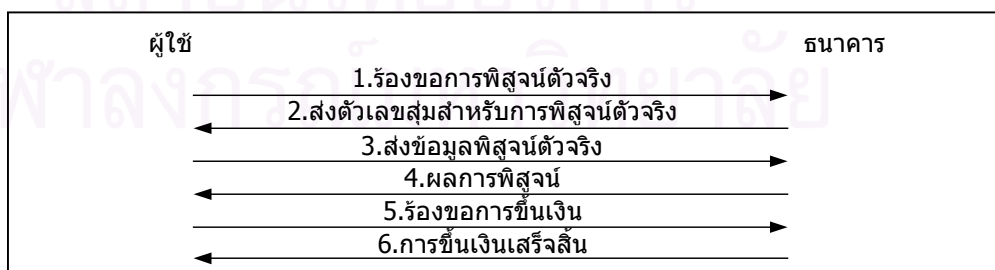 ผู้ใช้ ธนาคาร
1.ร้องขอการพิสูจน์ตัวจริง
2.ส่งตัวเลขสุ่มสำหรับการพิสูจน์ตัวจริง
3.ส่งข้อมูลพิสูจน์ตัวจริง
4.ผลการพิสูจน์
5.ร้องขอการขึ้นเงิน
6.การขึ้นเงินเสร็จสิ้น